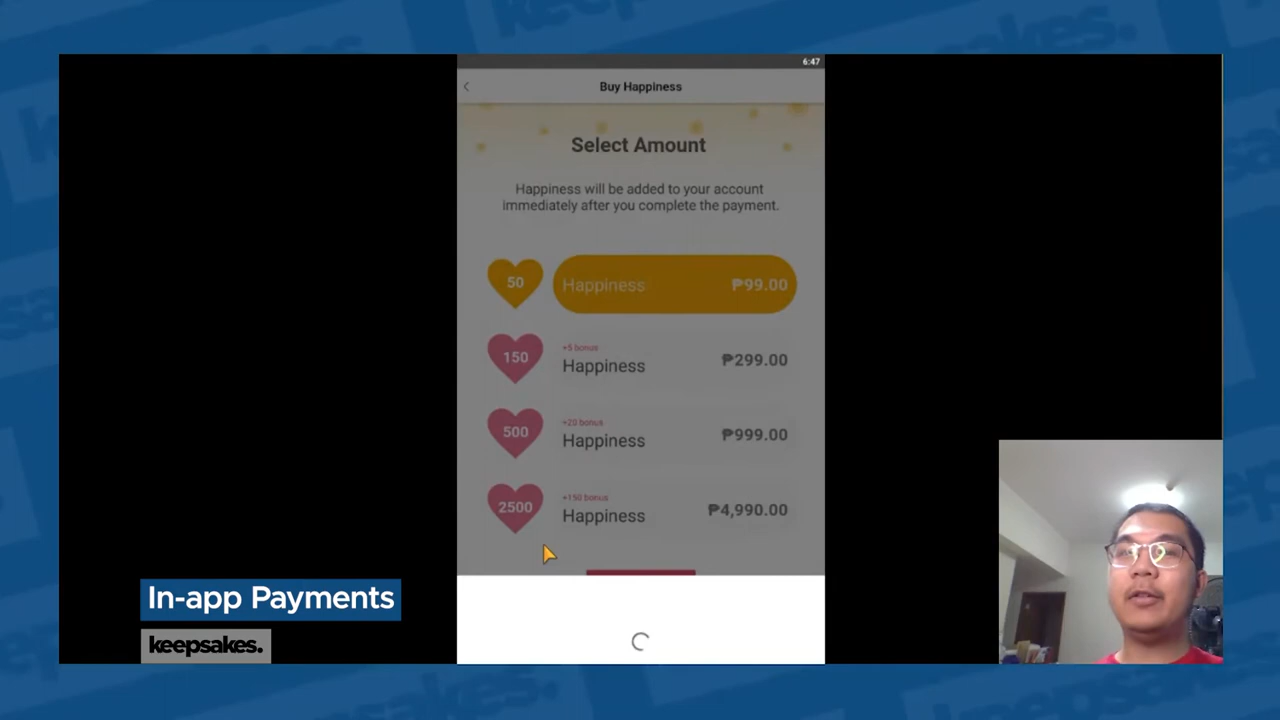 keepsakes.
6:47
Buy Happiness
Select Amount
Happiness will be added to your account
immediately after you complete the payment.
50
Happiness
₱99.00
150
+5 bonus
Happiness
₱299.00
500
+20 bonus
Happiness
₱999.00
2500
+150 bonus
Happiness
₱4,990.00
In-app Payments
keepsakes.